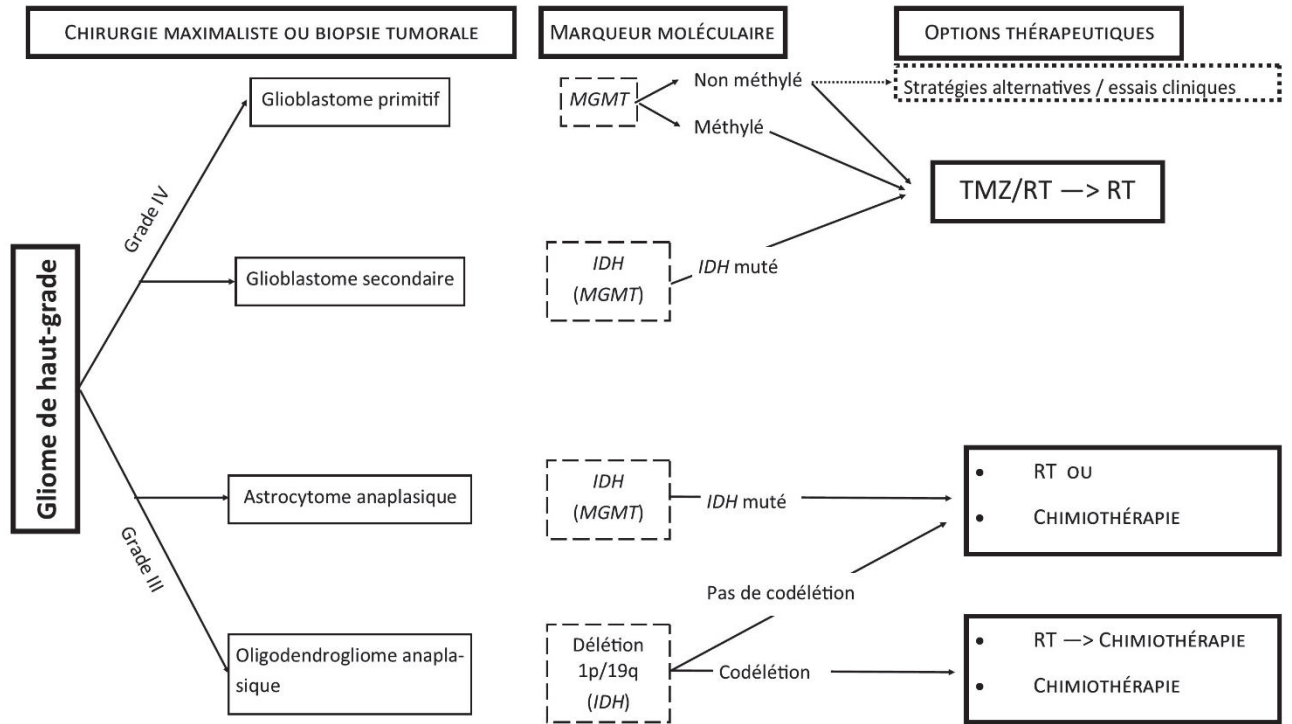 CHIRURGIE MAXIMALISTE OU BIOPSIE TUMORALE
MARQUEUR MOLÉCULAIRE
OPTIONS THÉRAPEUTIQUES
Glioblastome primitif
MGMT
Non méthylé
Méthylé
Stratégies alternatives / essais cliniques
TMZ/RT —> RT
Grade IV
Glioblastome secondaire
IDH
(MGMT)
IDH muté
Gliome de haut-grade
Astrocytome anaplasique
IDH
(MGMT)
IDH muté
• RT OU
• CHIMIOTHÉRAPIE
Grade III
Pas de codélétion
Oligodendrogliome anapla-
sique
Délétion
1p/19q
(IDH)
Codélétion
• RT —> CHIMIOTHÉRAPIE
• CHIMIOTHÉRAPIE